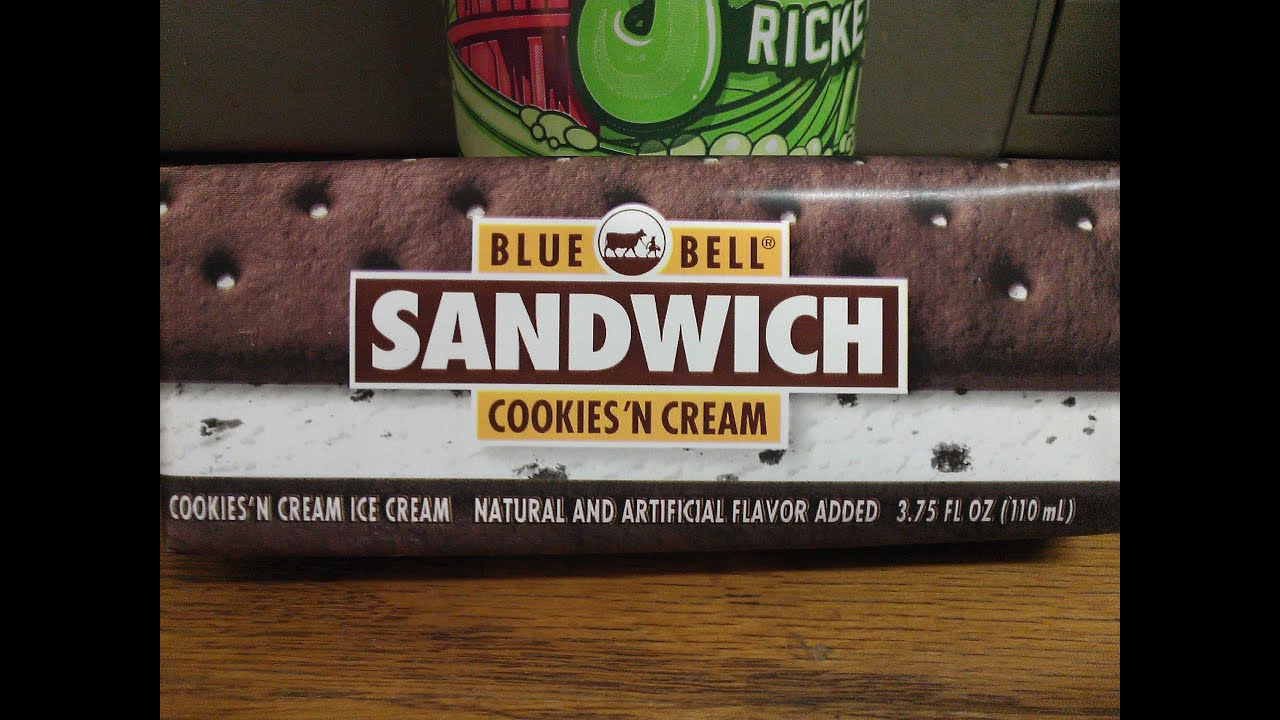 RICKE
BLUE BELL®
SANDWICH
COOKIES'N CREAM
COOKIES'N CREAM ICE CREAM NATURAL AND ARTIFICIAL FLAVOR ADDED 3.75 FL OZ (110 mL)